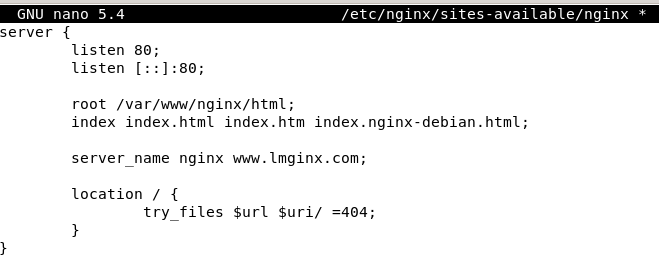 GNU nano 5.4 /etc/nginx/sites-available/nginx *
server {
listen 80;
listen [::]:80;
root /var/www/nginx/html;
index index.html index.htm index.nginx-debian.html;
server_name nginx www.lmginx.com;
location / {
try_files $url $uri/ =404;
}
}